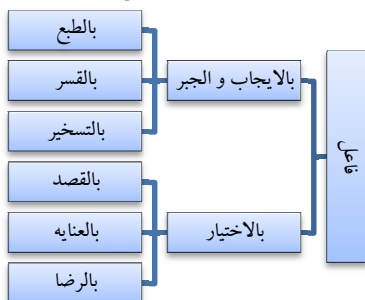 فاعل
بالايجاب و الجبر
بالطبع
بالقسر
بالتسخير
بالاختيار
بالقصد
بالعنايه
بالرضا